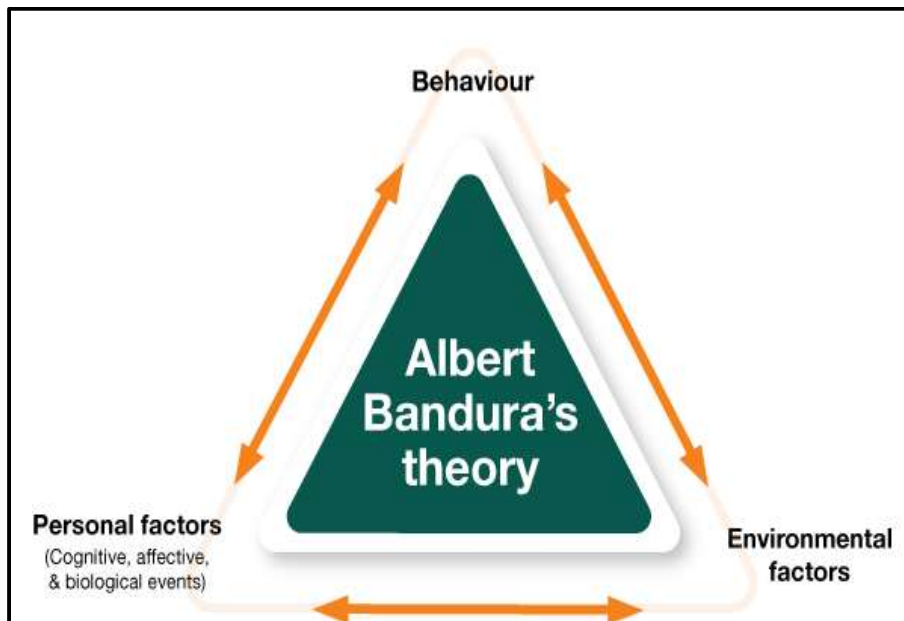 Behaviour
Albert
Bandura's
theory
Personal factors
(Cognitive, affective,
& biological events)
Environmental
factors